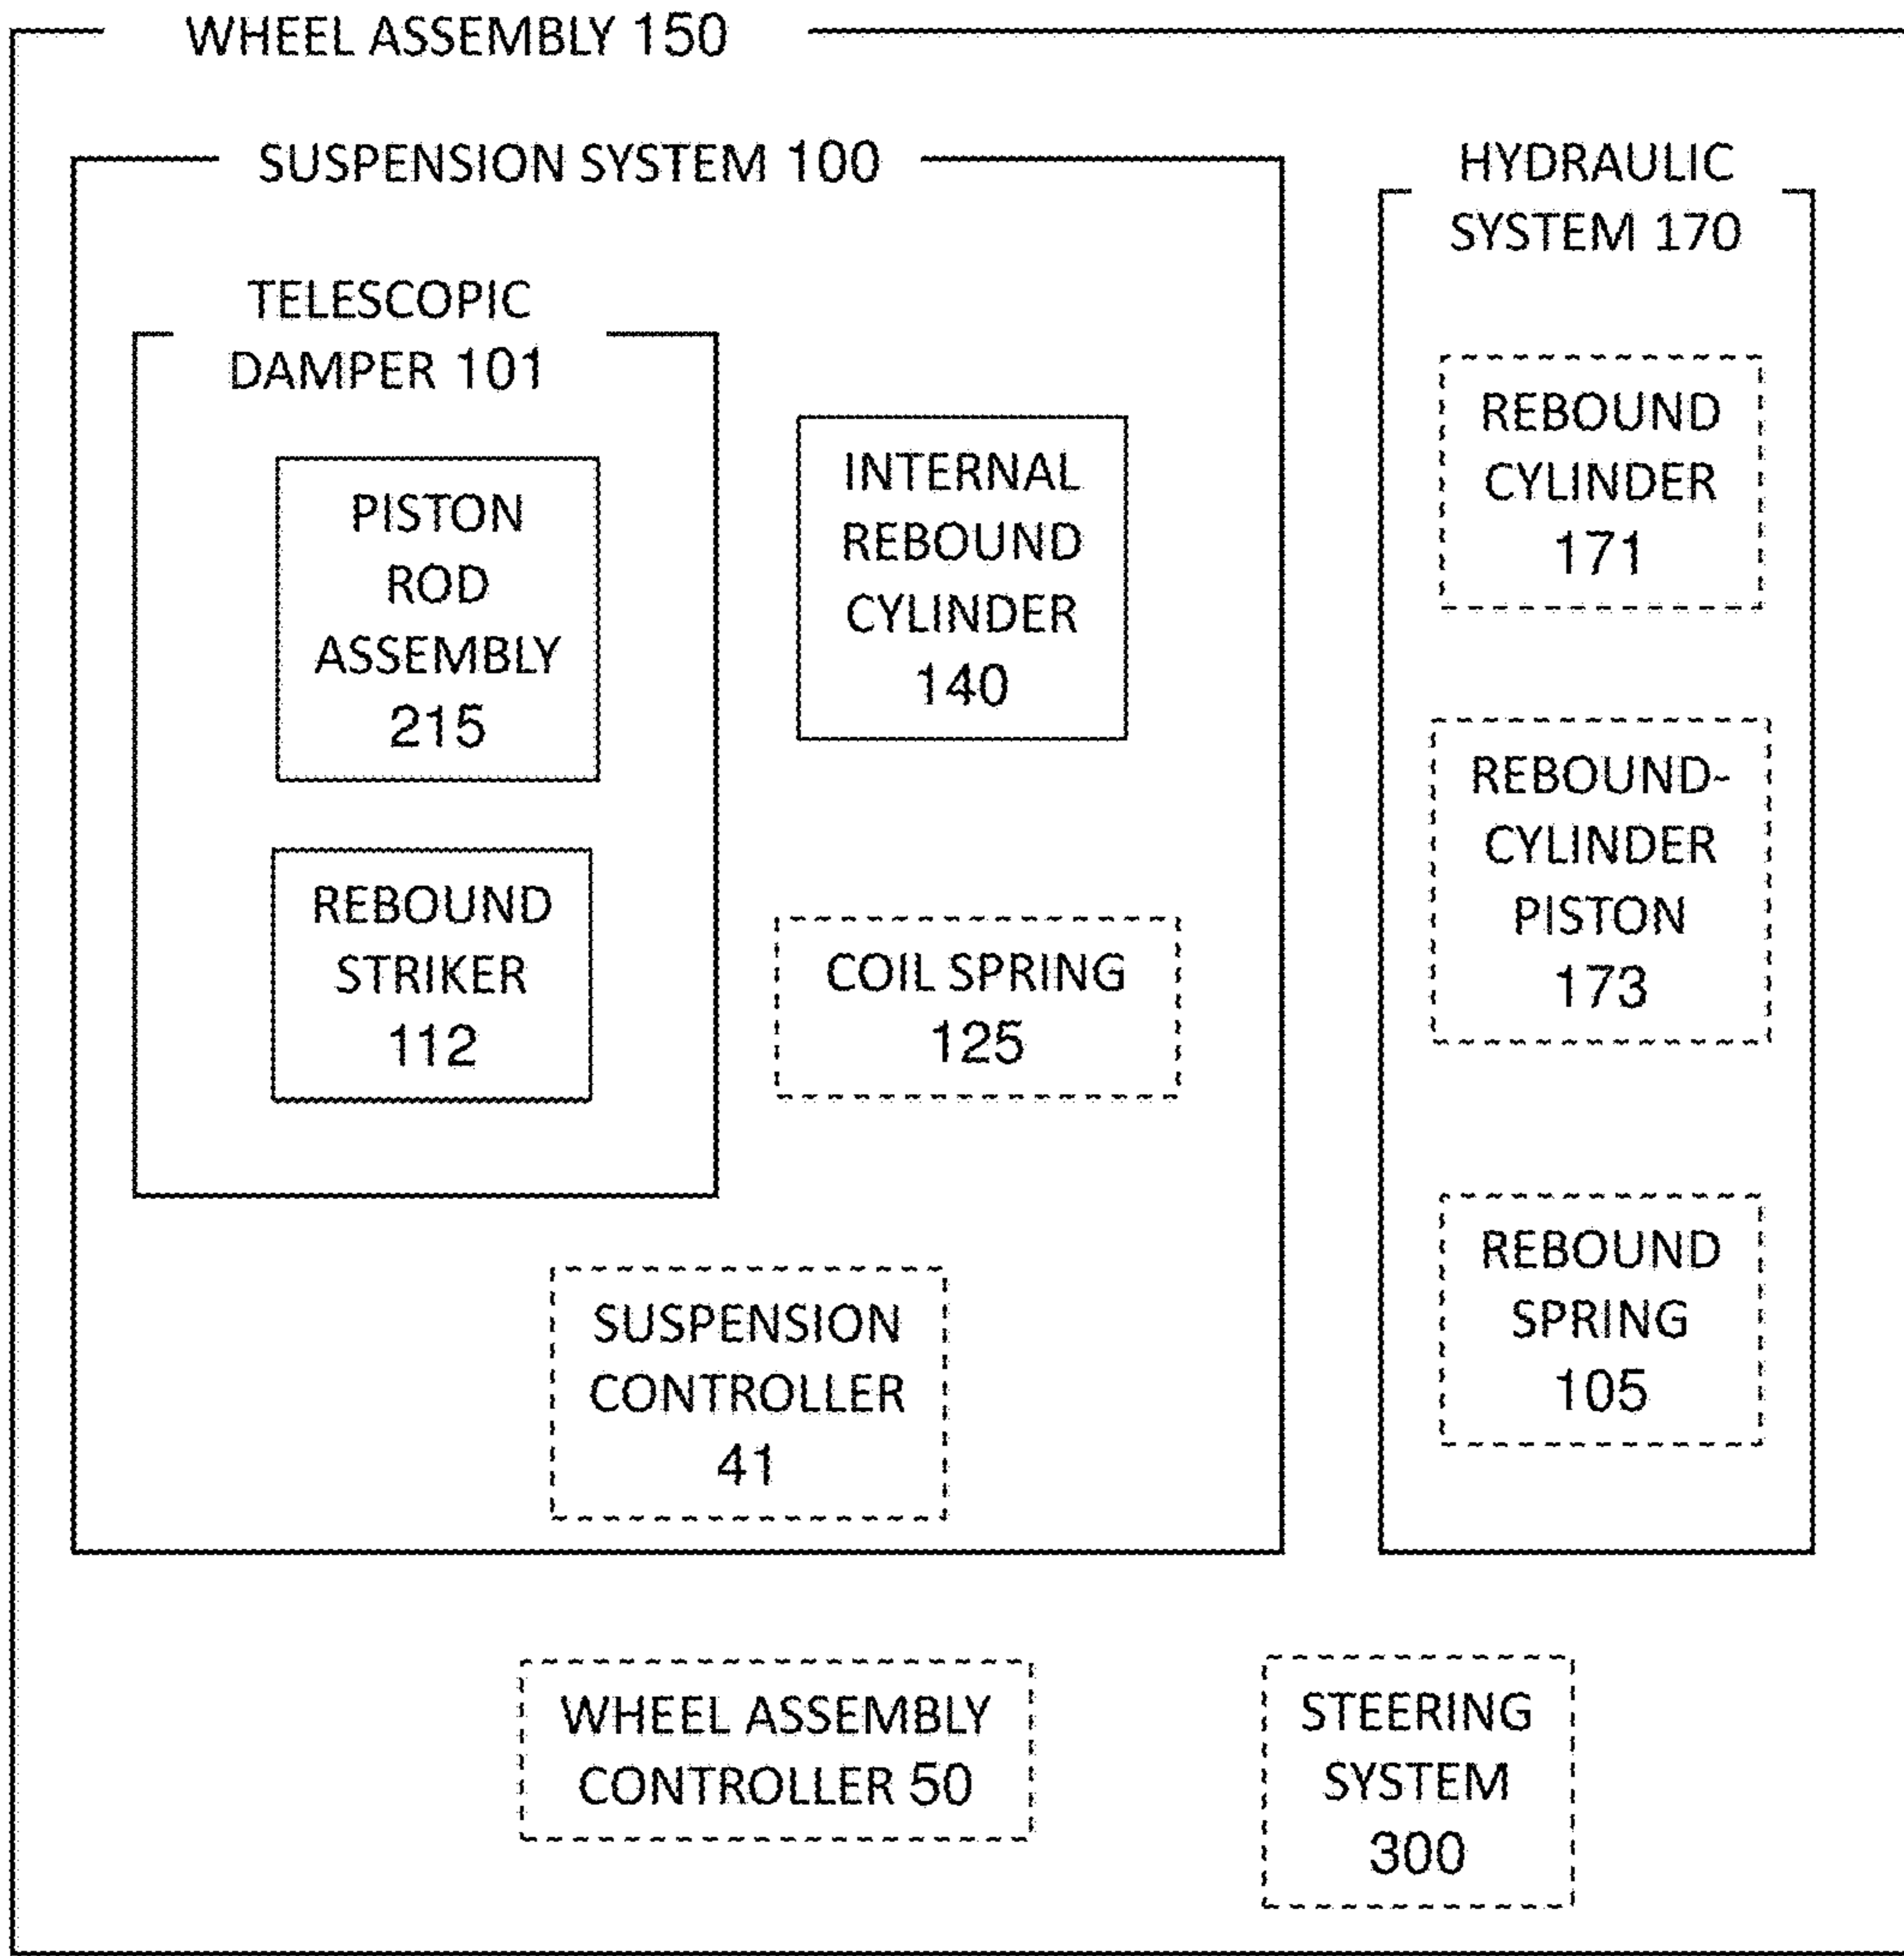 WHEEL ASSEMBLY 150
SUSPENSION SYSTEM 100
TELESCOPIC
DAMPER 101
PISTON
ROD
ASSEMBLY
215
REBOUND
STRIKER
112
INTERNAL
REBOUND
CYLINDER
140
COIL SPRING
125
SUSPENSION
CONTROLLER
41
HYDRAULIC
SYSTEM 170
REBOUND
CYLINDER
171
REBOUND-
CYLINDER
PISTON
173
REBOUND
SPRING
105
WHEEL ASSEMBLY
CONTROLLER 50
STEERING
SYSTEM
300